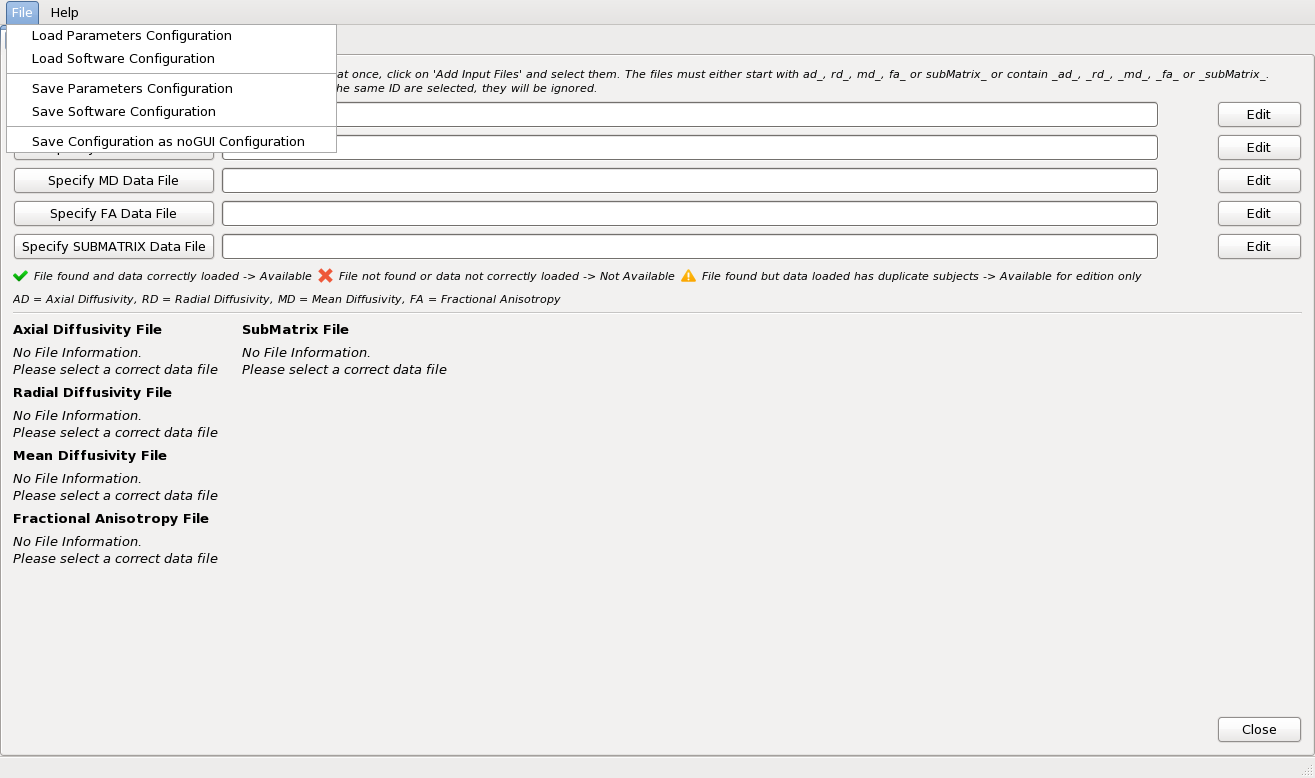 File Help
Load Parameters Configuration
Load Software Configuration
Save Parameters Configuration
Save Software Configuration
Save Configuration as noGUI Configuration
at once, click on 'Add Input Files' and select them. The files must either start with ad_, rd_, md_, fa_ or subMatrix_ or contain _ad_, _rd_, _md_, _fa_ or _subMatrix_.
he same ID are selected, they will be ignored.
Edit
Edit
Specify MD Data File Edit
Specify FA Data File Edit
Specify SUBMATRIX Data File Edit
File found and data correctly loaded -> Available File not found or data not correctly loaded -> Not Available File found but data loaded has duplicate subjects -> Available for edition only
AD = Axial Diffusivity, RD = Radial Diffusivity, MD = Mean Diffusivity, FA = Fractional Anisotropy
Axial Diffusivity File SubMatrix File
No File Information. No File Information.
Please select a correct data file Please select a correct data file
Radial Diffusivity File
No File Information.
Please select a correct data file
Mean Diffusivity File
No File Information.
Please select a correct data file
Fractional Anisotropy File
No File Information.
Please select a correct data file
Close